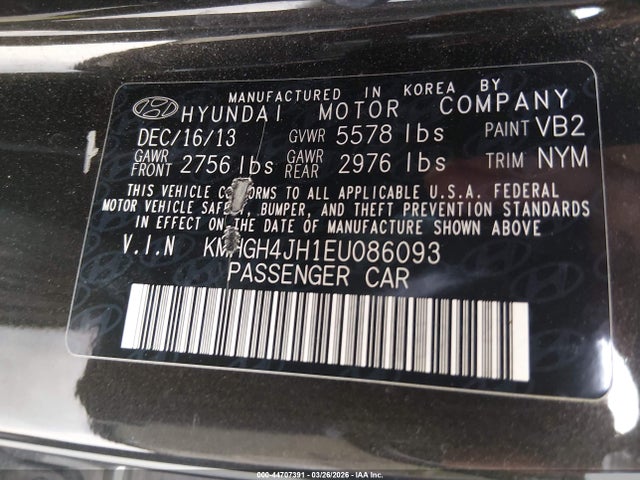 MANUFACTURED IN KOREA BY
HYUNDAI MOTOR COMPANY
DEC/16/13 GVWR 5578 lbs PAINT VB2
GAWR FRONT 2756 lbs GAWR REAR 2976 lbs TRIM NYM
THIS VEHICLE CONFORMS TO ALL APPLICABLE U.S.A. FEDERAL
MOTOR VEHICLE SAFETY, BUMPER, AND THEFT PREVENTION STANDARDS
IN EFFECT ON THE DATE OF MANUFACTURE SHOWN ABOVE.
V.I.N KMHGH4JH1EU086093
PASSENGER CAR
000-44707391 03/26/2026 IAA Inc.